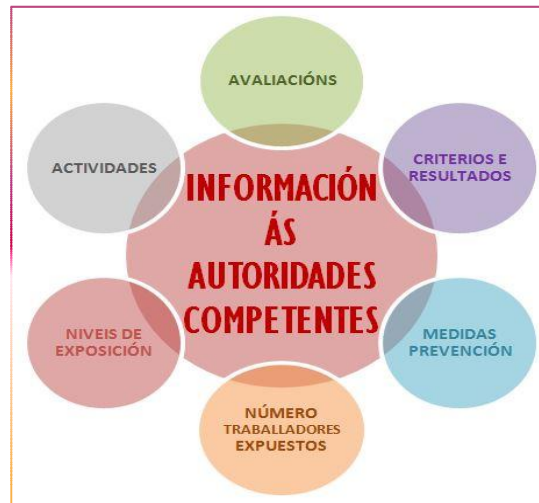 AVALIACIÓNS
ACTIVIDADES
CRITERIOS E
RESULTADOS
INFORMACIÓN
ÁS
AUTORIDADES
COMPETENTES
NIVEIS DE
EXPOSICIÓN
MEDIDAS
PREVENCIÓN
NÚMERO
TRABALLADORES
EXPUESTOS